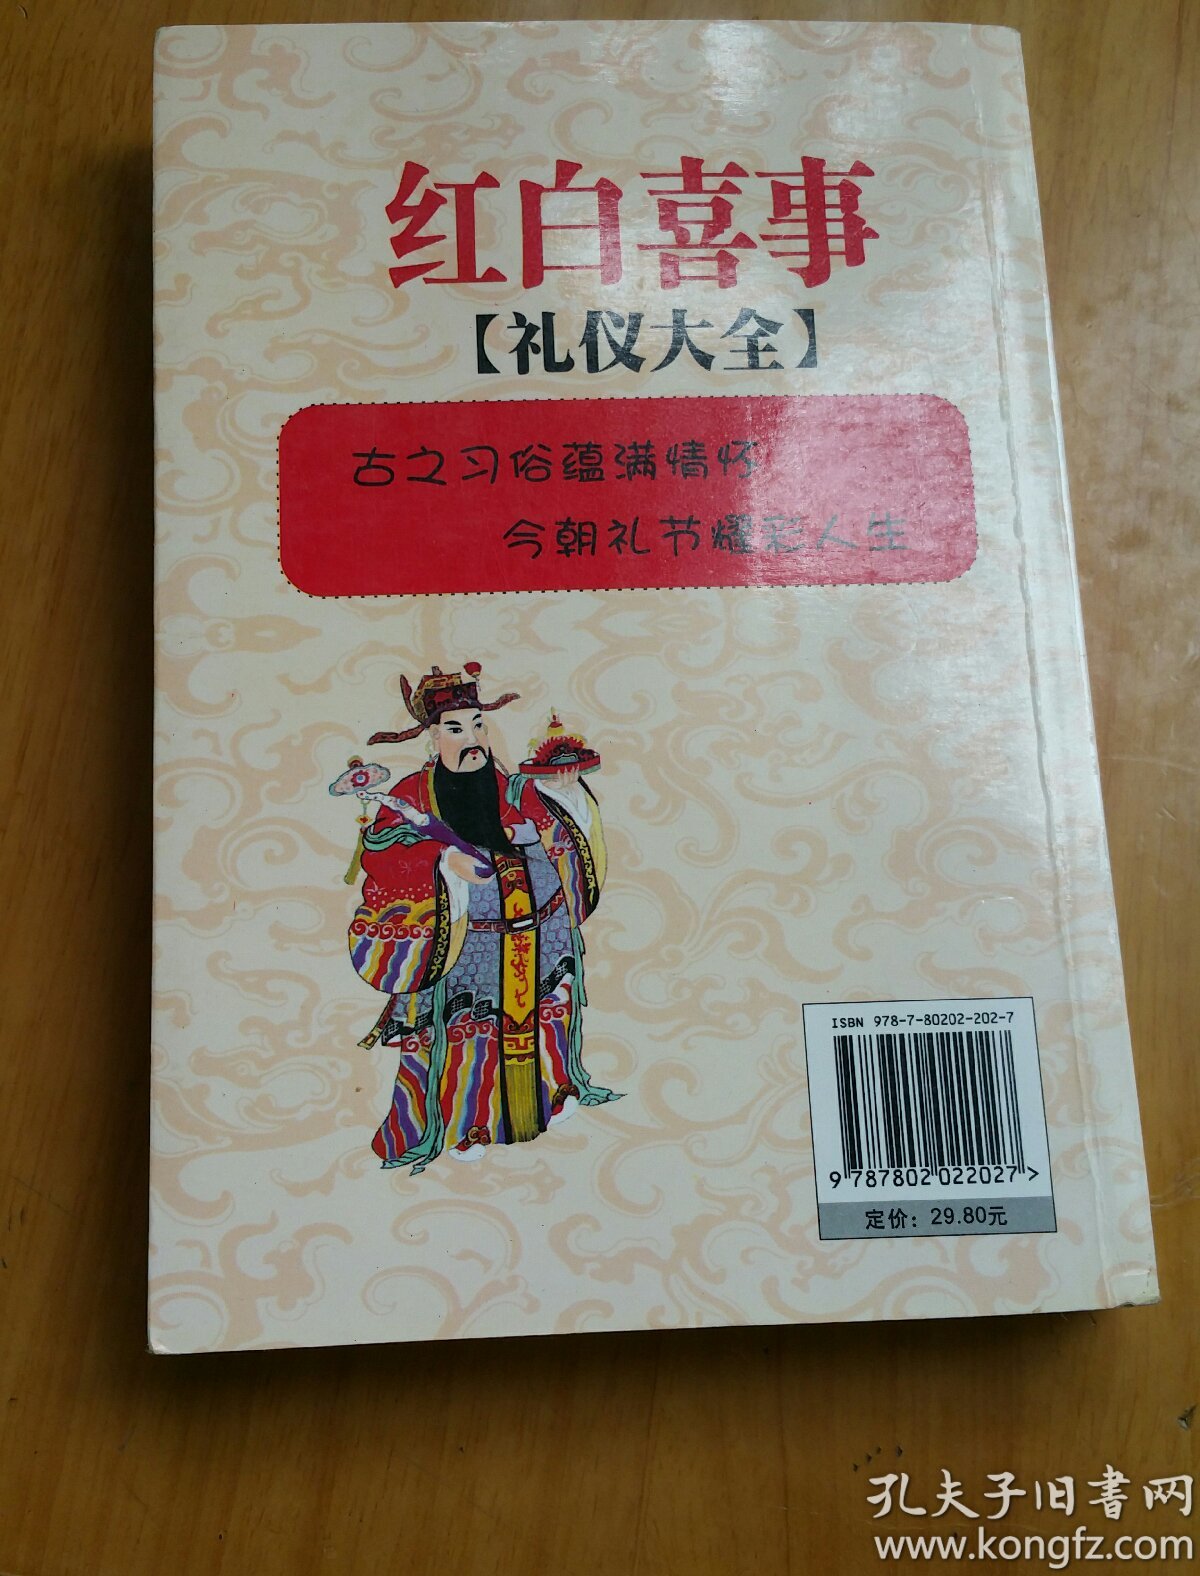 红白喜事
【礼仪大全】
古之习俗蕴满情怀
今朝礼节耀彩人生
ISBN 978-7-80202-202-7
9 787802 022027 >
定价：29.80元
孔夫子旧书网
www.kongfz.com